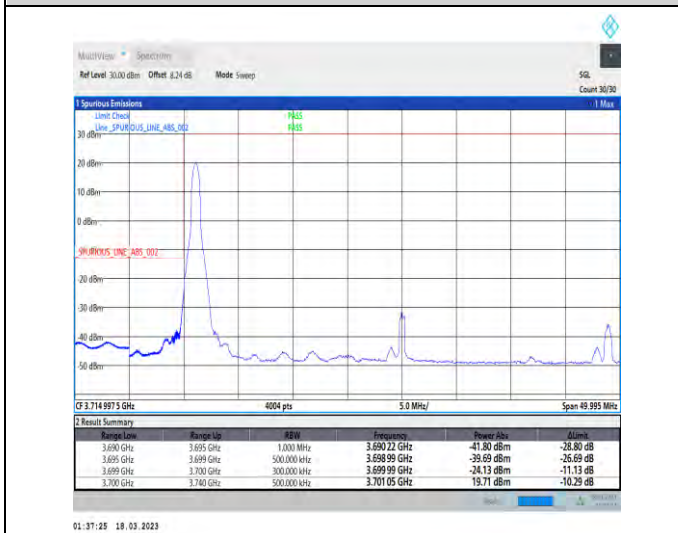 MultiView Spectrum
Ref Level 30.00 dBm Offset 8.24 dB Mode Sweep SGL
Count 30/30
1 Spurious Emissions 1 Max
Limit Check PASS
Line _SPURIOUS_LINE_ABS_002 PASS
30 dBm
20 dBm
10 dBm
0 dBm
_SPURIOUS_LINE_ABS_002
-20 dBm
-30 dBm
-40 dBm
-50 dBm
CF 3.714 997 5 GHz 4004 pts 5.0 MHz/ Span 49.995 MHz
2 Result Summary
Range Low Range Up RBW Frequency Power Abs ΔLimit
3.690 GHz 3.695 GHz 1.000 MHz 3.690 22 GHz -41.80 dBm -28.80 dB
3.695 GHz 3.699 GHz 500.000 kHz 3.698 99 GHz -39.69 dBm -26.69 dB
3.699 GHz 3.700 GHz 300.000 kHz 3.699 99 GHz -24.13 dBm -11.13 dB
3.700 GHz 3.740 GHz 500.000 kHz 3.701 05 GHz 19.71 dBm -10.29 dB
01:37:25 18.03.2023